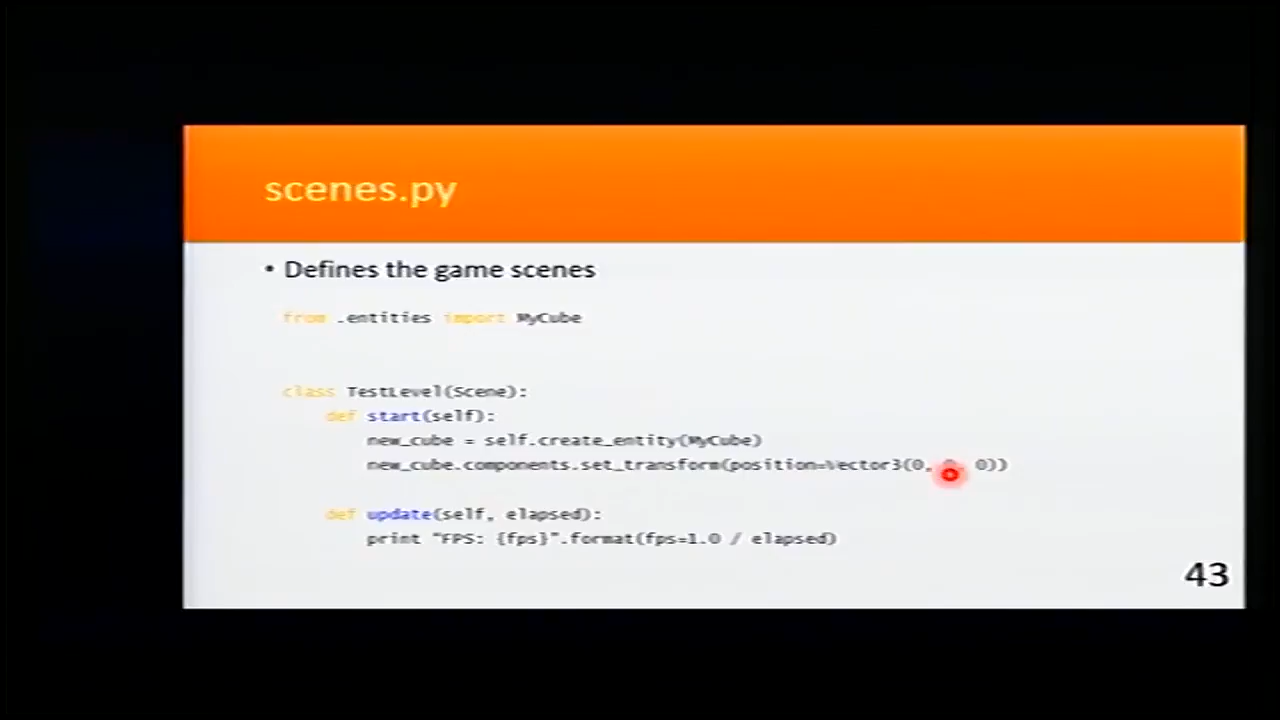 scenes.py
• Defines the game scenes
from .entities import MyCube
class TestLevel(Scene):
def start(self):
new_cube = self.create_entity(MyCube)
new_cube.components.set_transform(position=Vector3(0, 0, 0))
def update(self, elapsed):
print "FPS: {fps}".format(fps=1.0 / elapsed)
43